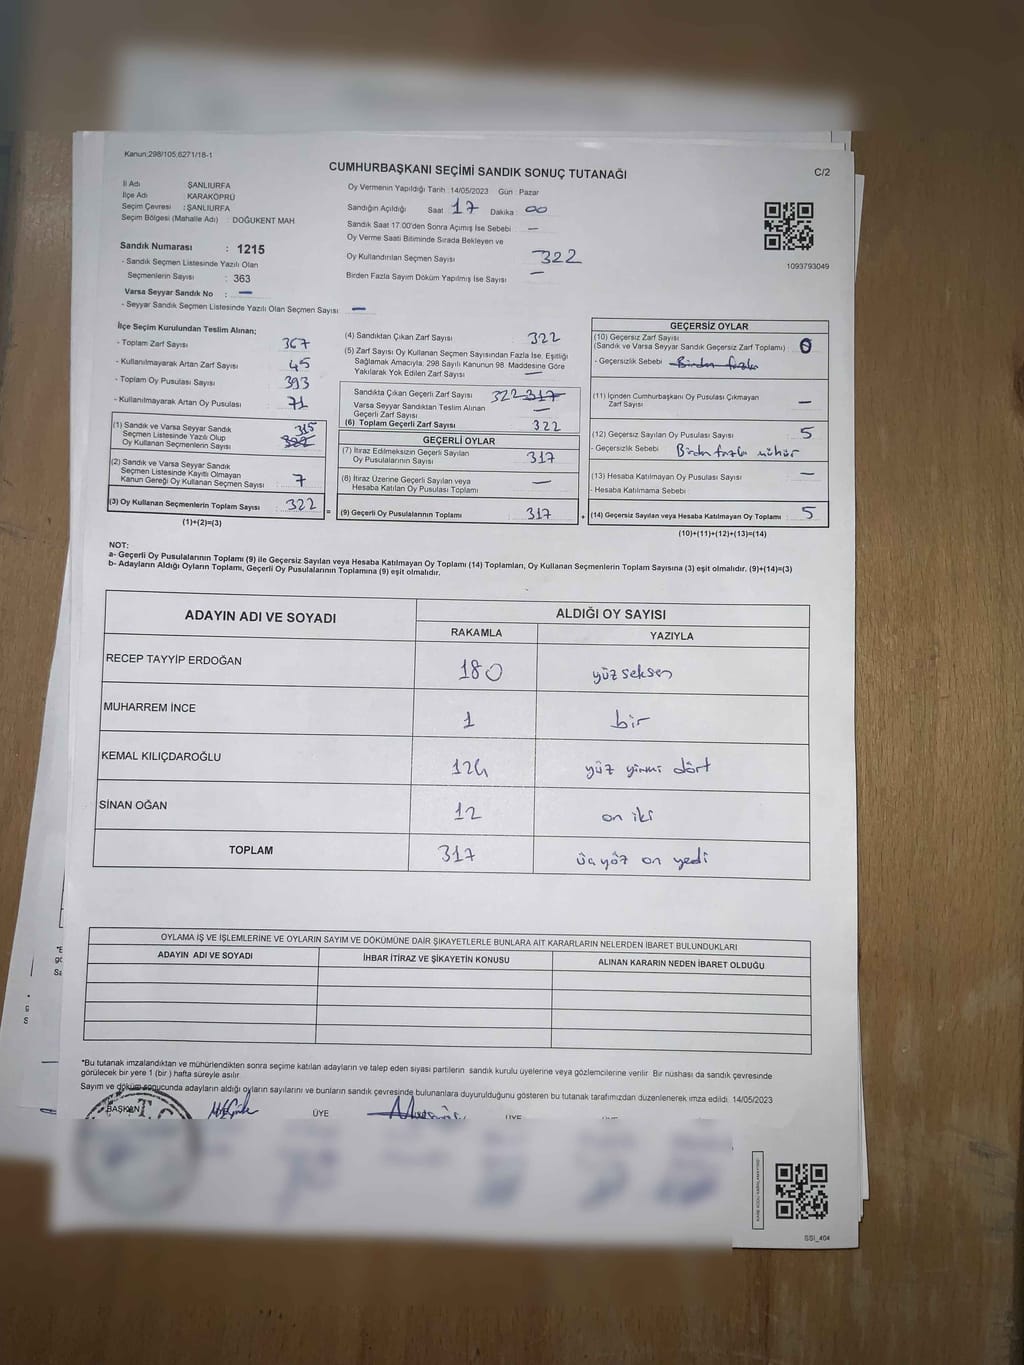 Kanun:298/105;6271/18-1
CUMHURBAŞKANI SEÇİMİ SANDIK SONUÇ TUTANAĞI
C/2
İl Adı : ŞANLIURFA
İlçe Adı : KARAKÖPRÜ
Seçim Çevresi : ŞANLIURFA
Seçim Bölgesi (Mahalle Adı) : DOĞUKENT MAH
Sandık Numarası : 1215
- Sandık Seçmen Listesinde Yazılı Olan
Seçmenlerin Sayısı : 363
Varsa Seyyar Sandık No : —
- Seyyar Sandık Seçmen Listesinde Yazılı Olan Seçmen Sayısı : —
Oy Vermenin Yapıldığı Tarih :14/05/2023 Gün : Pazar
Sandığın Açıldığı Saat 17 Dakika 00
Sandık Saat 17:00'den Sonra Açımış İse Sebebi —
Oy Verme Saati Bitiminde Sırada Bekleyen ve
Oy Kullandırılan Seçmen Sayısı 322
Birden Fazla Sayım Döküm Yapılmış İse Sayısı —
1093793049
İlçe Seçim Kurulundan Teslim Alınan;
- Toplam Zarf Sayısı : 367
- Kullanılmayarak Artan Zarf Sayısı : 45
- Toplam Oy Pusulası Sayısı : 393
- Kullanılmayarak Artan Oy Pusulası : 71
(1) Sandık ve Varsa Seyyar Sandık
Seçmen Listesinde Yazılı Olup
Oy Kullanan Seçmenlerin Sayısı : 315 322
(2) Sandık ve Varsa Seyyar Sandık
Seçmen Listesinde Kayıtlı Olmayan
Kanun Gereği Oy Kullanan Seçmen Sayısı : 7
(3) Oy Kullanan Seçmenlerin Toplam Sayısı : 322
(1)+(2)=(3)
(4) Sandıktan Çıkan Zarf Sayısı : 322
(5) Zarf Sayısı Oy Kullanan Seçmen Sayısından Fazla İse, Eşitliği
Sağlamak Amacıyla; 298 Sayılı Kanunun 98. Maddesine Göre
Yakılarak Yok Edilen Zarf Sayısı : —
Sandıkta Çıkan Geçerli Zarf Sayısı : 322 317
Varsa Seyyar Sandıktan Teslim Alınan
Geçerli Zarf Sayısı : —
(6) Toplam Geçerli Zarf Sayısı : 322
GEÇERLİ OYLAR
(7) İtiraz Edilmeksizin Geçerli Sayılan
Oy Pusulalarının Sayısı : 317
(8) İtiraz Üzerine Geçerli Sayılan veya
Hesaba Katılan Oy Pusulası Toplamı : —
(9) Geçerli Oy Pusulalarının Toplamı : 317
GEÇERSİZ OYLAR
(10) Geçersiz Zarf Sayısı
(Sandık ve Varsa Seyyar Sandık Geçersiz Zarf Toplamı) : 0
- Geçersizlik Sebebi : Birden fazla
(11) İçinden Cumhurbaşkanı Oy Pusulası Çıkmayan
Zarf Sayısı : —
(12) Geçersiz Sayılan Oy Pusulası Sayısı : 5
- Geçersizlik Sebebi : Birden fazla mühür
(13) Hesaba Katılmayan Oy Pusulası Sayısı : —
- Hesaba Katılmama Sebebi :
(14) Geçersiz Sayılan veya Hesaba Katılmayan Oy Toplamı : 5
(10)+(11)+(12)+(13)=(14)
NOT:
a- Geçerli Oy Pusulalarının Toplamı (9) ile Geçersiz Sayılan veya Hesaba Katılmayan Oy Toplamı (14) Toplamları, Oy Kullanan Seçmenlerin Toplam Sayısına (3) eşit olmalıdır. (9)+(14)=(3)
b- Adayların Aldığı Oyların Toplamı, Geçerli Oy Pusulalarının Toplamına (9) eşit olmalıdır.
ADAYIN ADI VE SOYADI ALDIĞI OY SAYISI
RAKAMLA YAZIYLA
RECEP TAYYİP ERDOĞAN 180 yüz seksen
MUHARREM İNCE 1 bir
KEMAL KILIÇDAROĞLU 124 yüz yirmi dört
SİNAN OĞAN 12 on iki
TOPLAM 317 üçyüz on yedi
OYLAMA İŞ VE İŞLEMLERİNE VE OYLARIN SAYIM VE DÖKÜMÜNE DAİR ŞİKAYETLERLE BUNLARA AİT KARARLARIN NELERDEN İBARET BULUNDUKLARI
ADAYIN ADI VE SOYADI İHBAR İTİRAZ VE ŞİKAYETİN KONUSU ALINAN KARARIN NEDEN İBARET OLDUĞU
*Bu tutanak imzalandıktan ve mühürlendikten sonra seçime katılan adayların ve talep eden siyasi partilerin sandık kurulu üyelerine veya gözlemcilerine verilir. Bir nüshası da sandık çevresinde
görülecek bir yere 1 (bir ) hafta süreyle asılır.
Sayım ve döküm sonucunda adayların aldığı oyların sayılarını ve bunların sandık çevresinde bulunanlara duyurulduğunu gösteren bu tutanak tarafımızdan düzenlenerek imza edildi. 14/05/2023
BAŞKAN ÜYE ÜYE
SSI_404